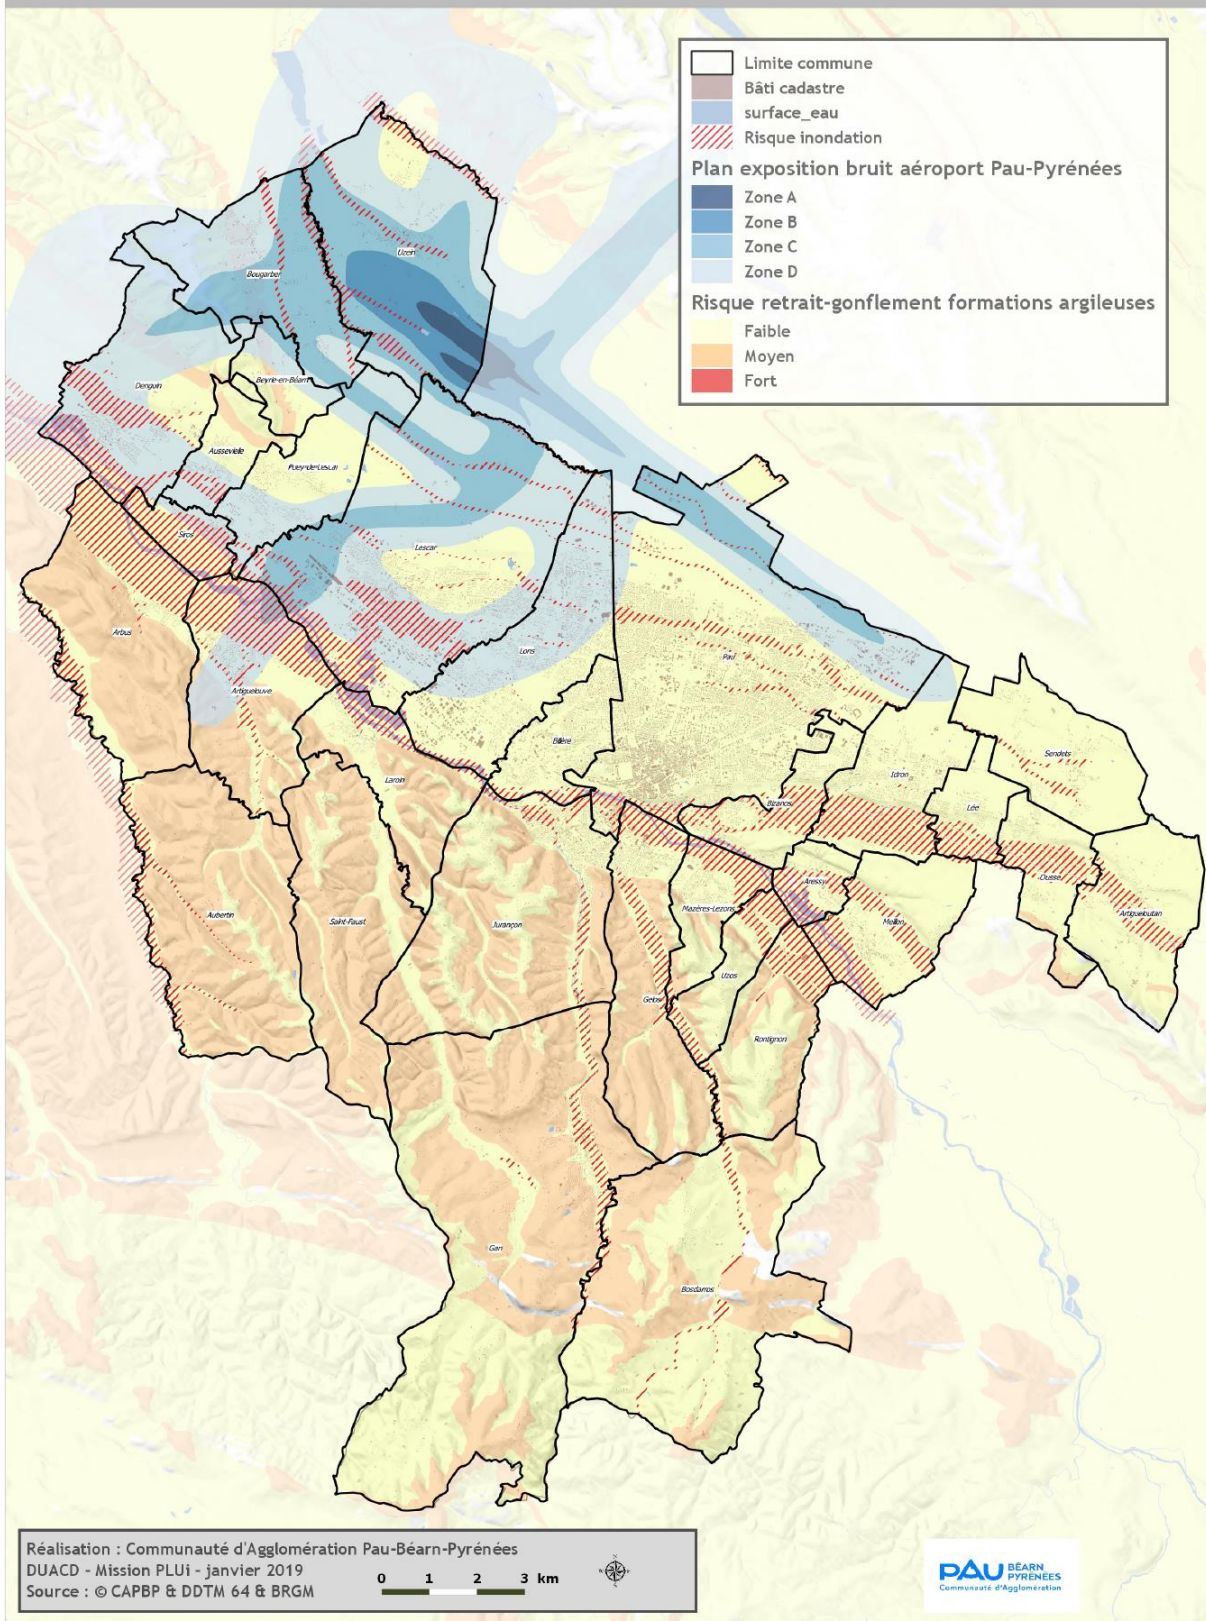 Limite commune
Bâti cadastre
surface_eau
Risque inondation
Plan exposition bruit aéroport Pau-Pyrénées
Zone A
Zone B
Zone C
Zone D
Risque retrait-gonflement formations argileuses
Faible
Moyen
Fort
Uzein
Bougarber
Denguin
Beyrie-en-Béarn
Aussevielle
Poey-de-Lescar
Siros
Lescar
Arbus
Lons
Pau
Artiguelouve
Billère
Sendets
Idron
Laroin
Lée
Bizanos
Ousse
Aressy
Mazères-Lezons
Meillon
Artigueloutan
Aubertin
Saint-Faust
Jurançon
Uzos
Gelos
Rontignon
Gan
Bosdarros
Réalisation : Communauté d'Agglomération Pau-Béarn-Pyrénées
DUACD - Mission PLUi - janvier 2019
Source : © CAPBP & DDTM 64 & BRGM
0 1 2 3 km
PAU BÉARN PYRÉNÉES
Communauté d'Agglomération